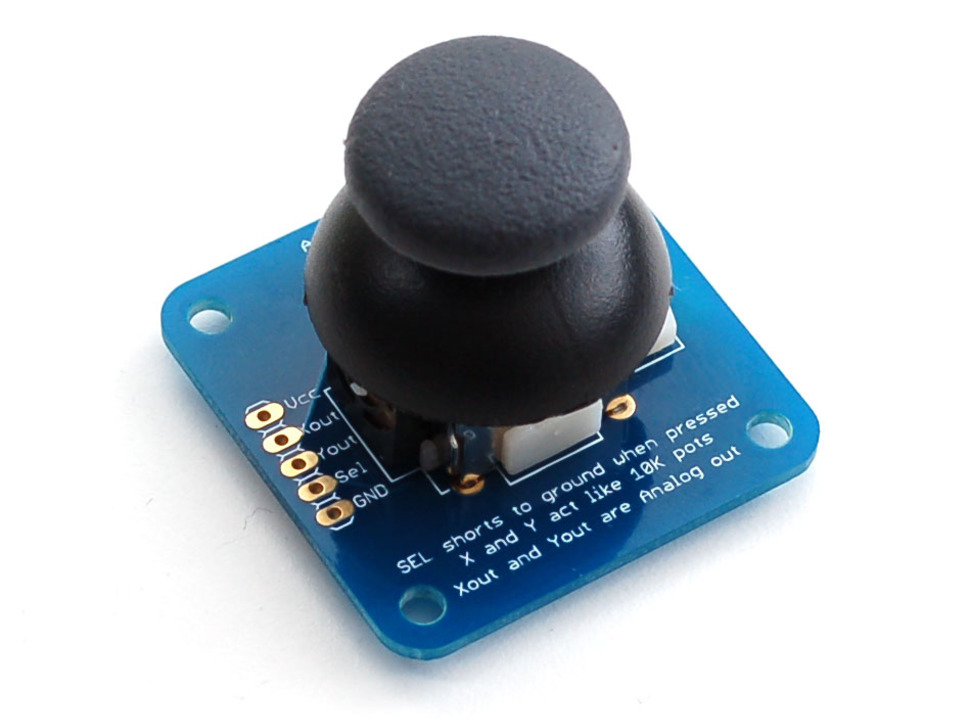 Vcc
Xout
Yout
Sel
GND
SEL shorts to ground when pressed
X and Y act like 10K pots
Xout and Yout are Analog out